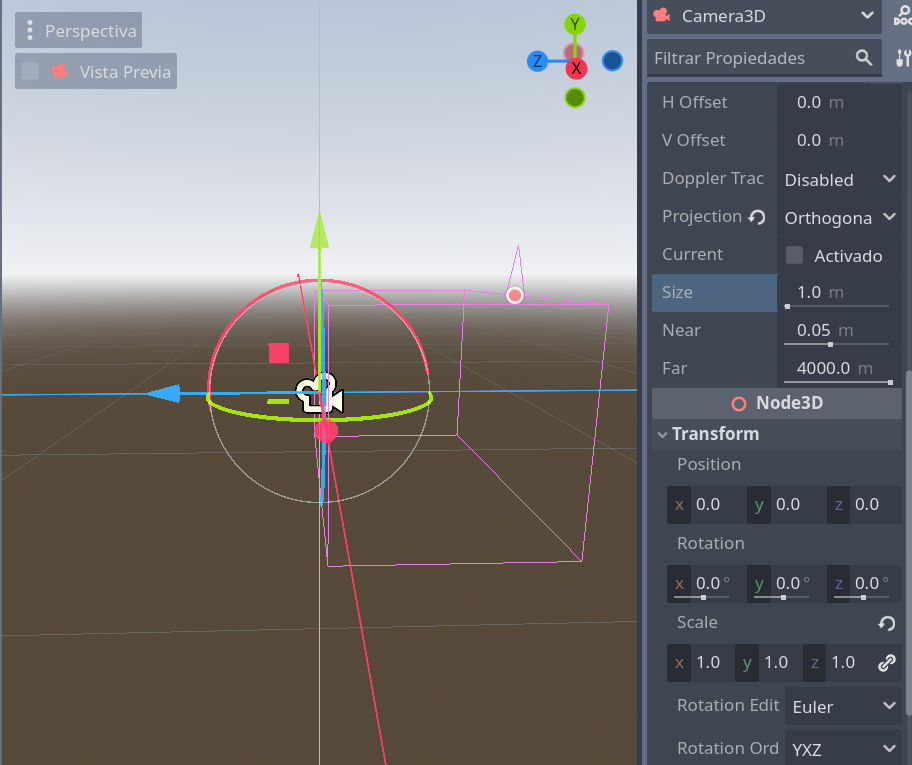 Perspectiva
Vista Previa
Y
Z
X
Camera3D
DOC
Filtrar Propiedades
H Offset 0.0 m
V Offset 0.0 m
Doppler Trac Disabled
Projection Orthogona
Current Activado
Size 1.0 m
Near 0.05 m
Far 4000.0 m
Node3D
Transform
Position
x 0.0 y 0.0 z 0.0
Rotation
x 0.0° y 0.0° z 0.0°
Scale
x 1.0 y 1.0 z 1.0
Rotation Edit Euler
Rotation Ord YXZ